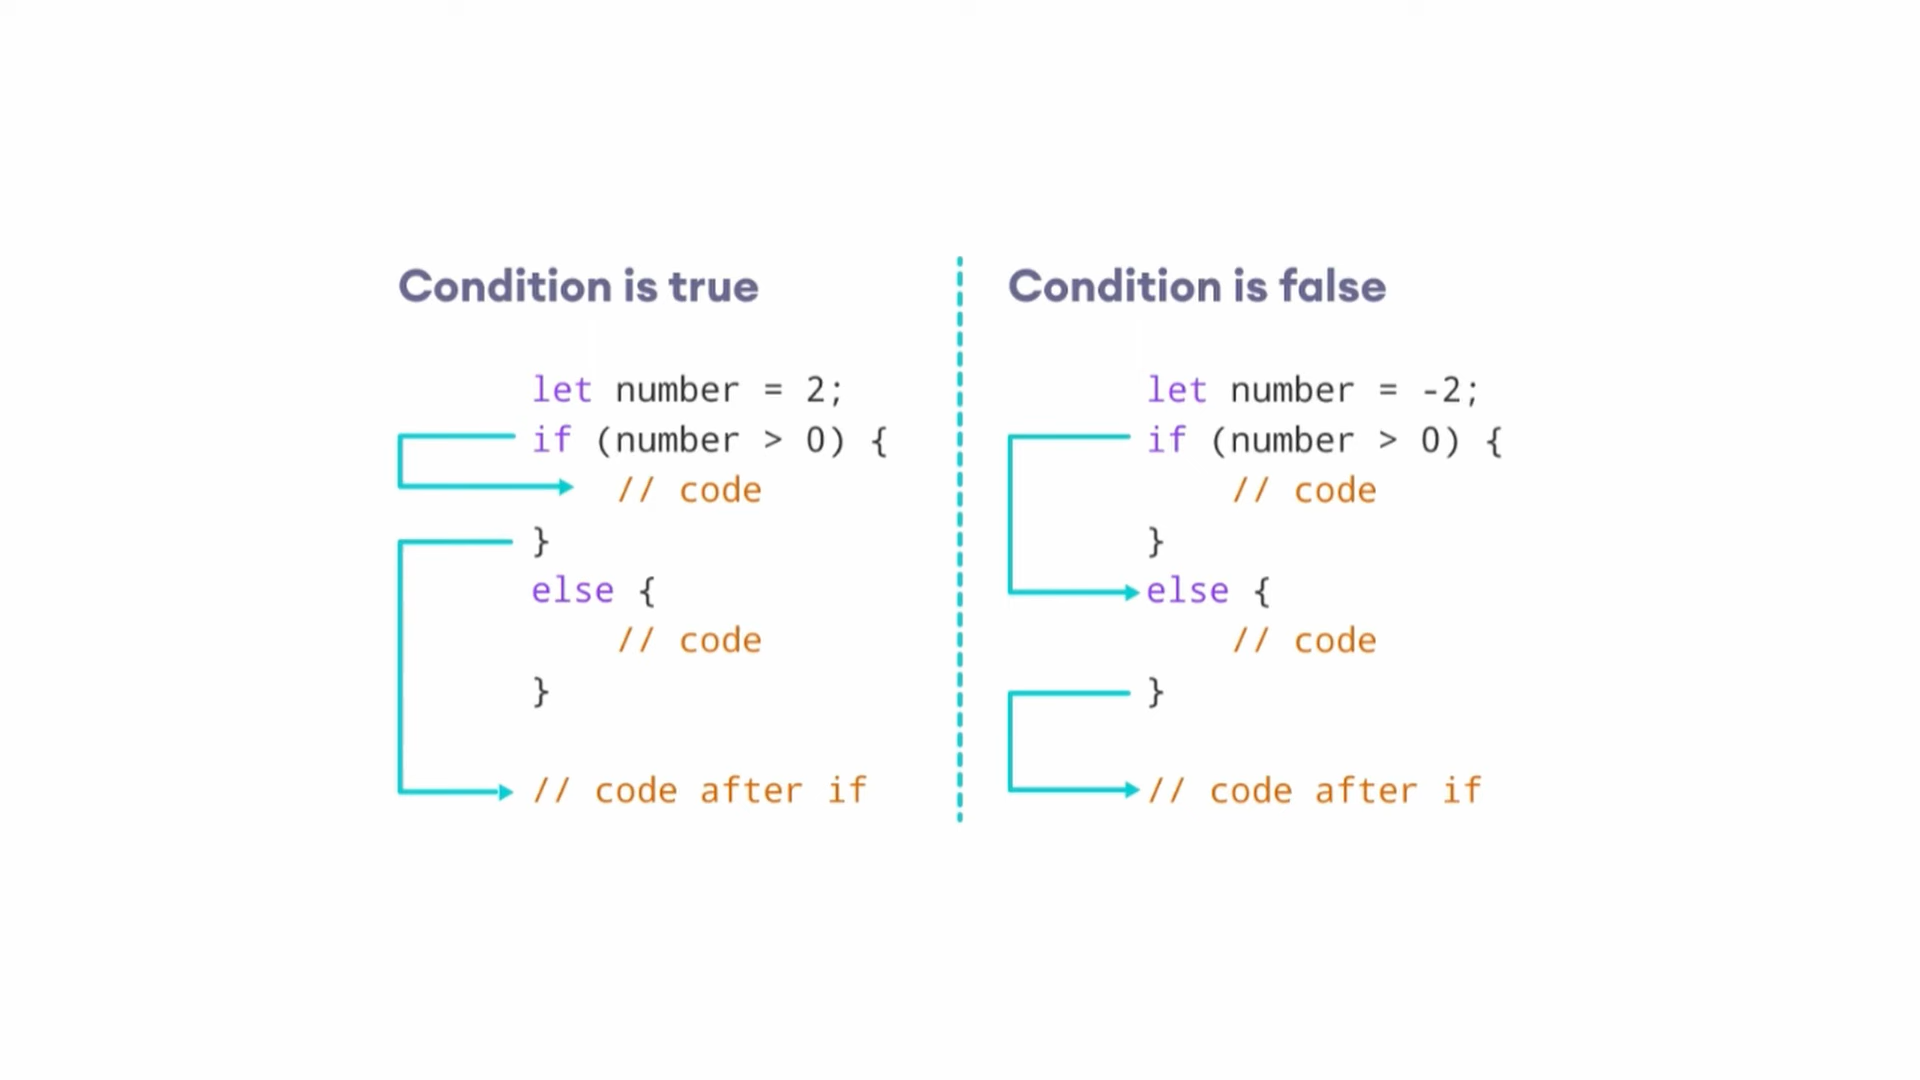 Condition is true
let number = 2;
if (number > 0) {
    // code
}
else {
    // code
}
// code after if
Condition is false
let number = -2;
if (number > 0) {
    // code
}
else {
    // code
}
// code after if